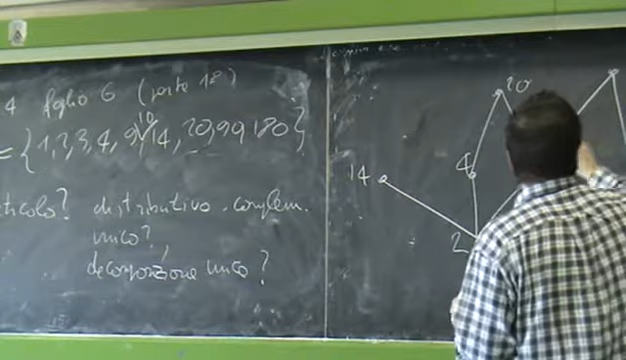 4 foglio 6 (parte 1ª)
= {1,2,3,4,9,10,14,20,99,180}
eticolo? distributivo. complem.
unico?
decomposizione unico?
20
14
4
2